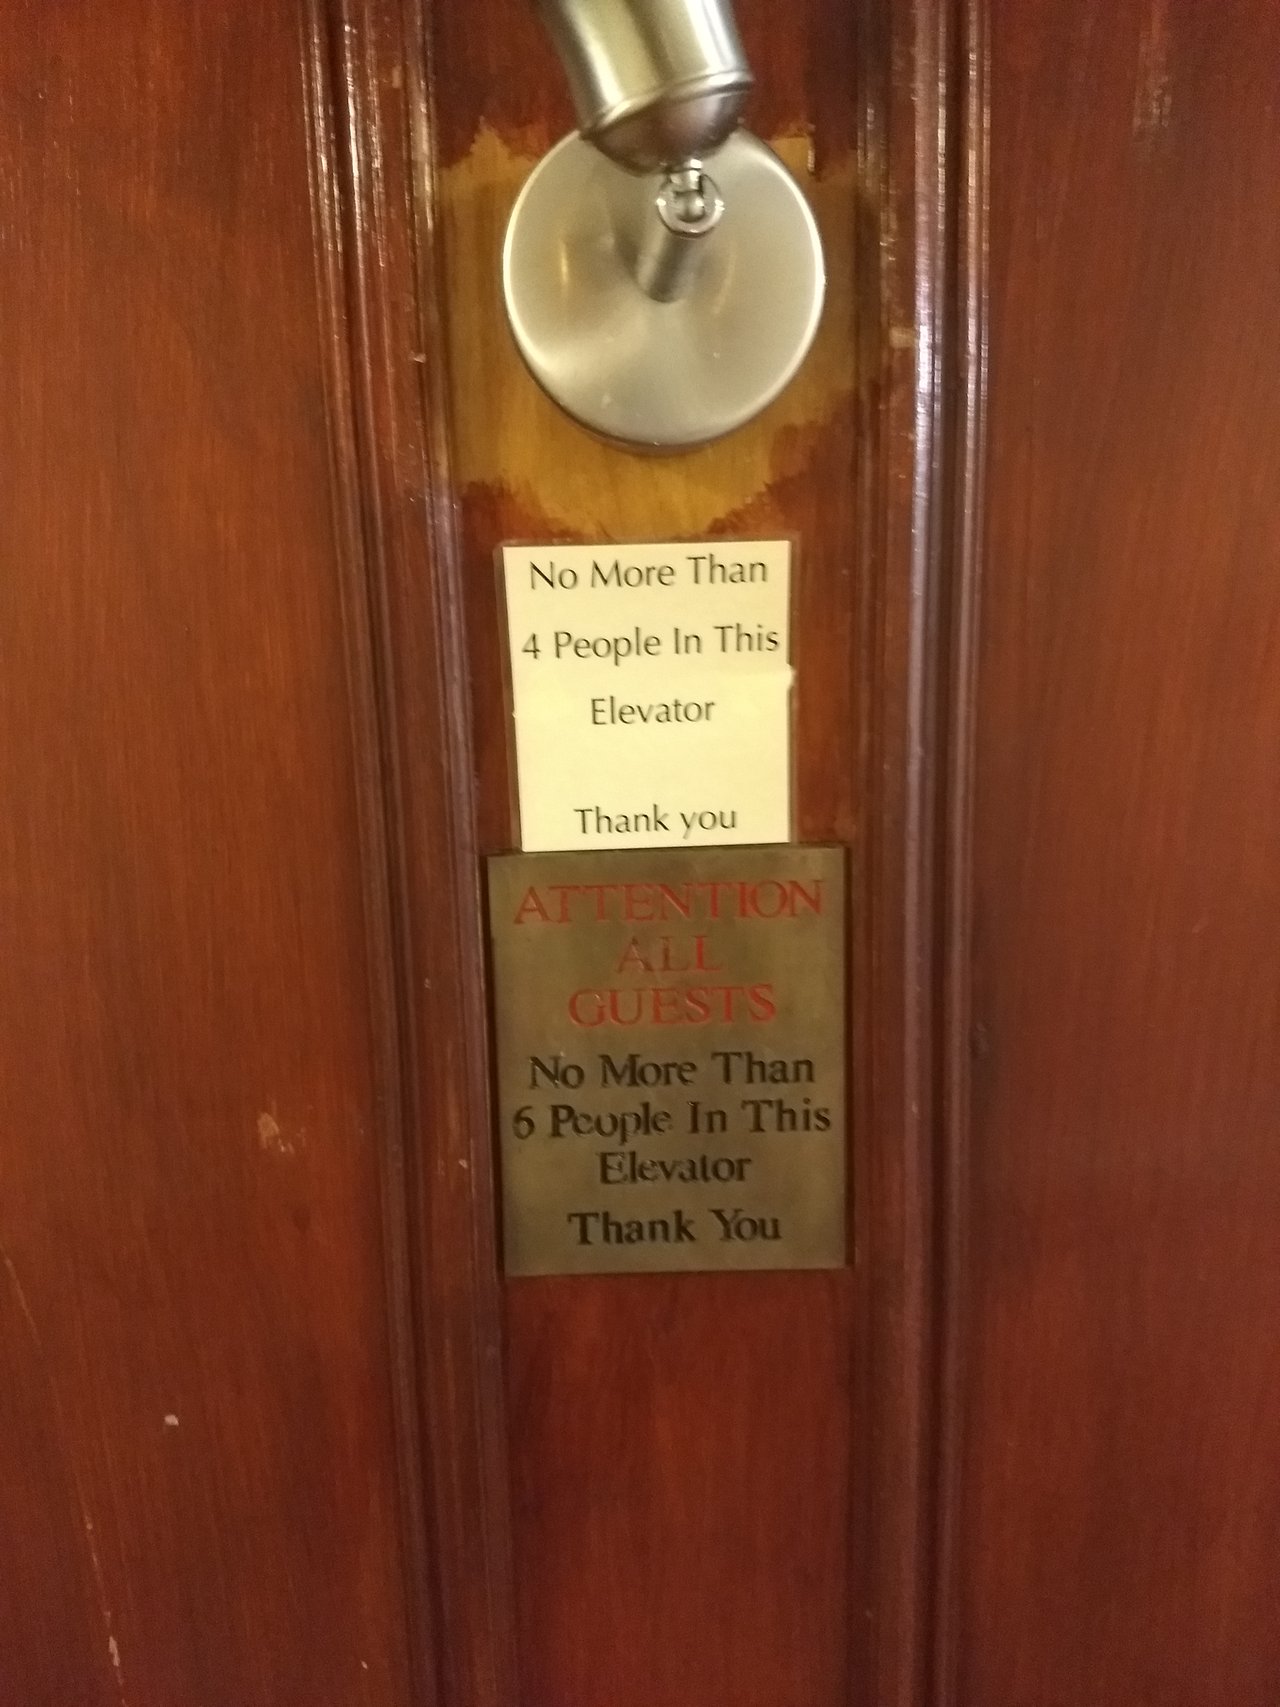 No More Than
4 People In This
Elevator
Thank you
ATTENTION
ALL
GUESTS
No More Than
6 People In This
Elevator
Thank You